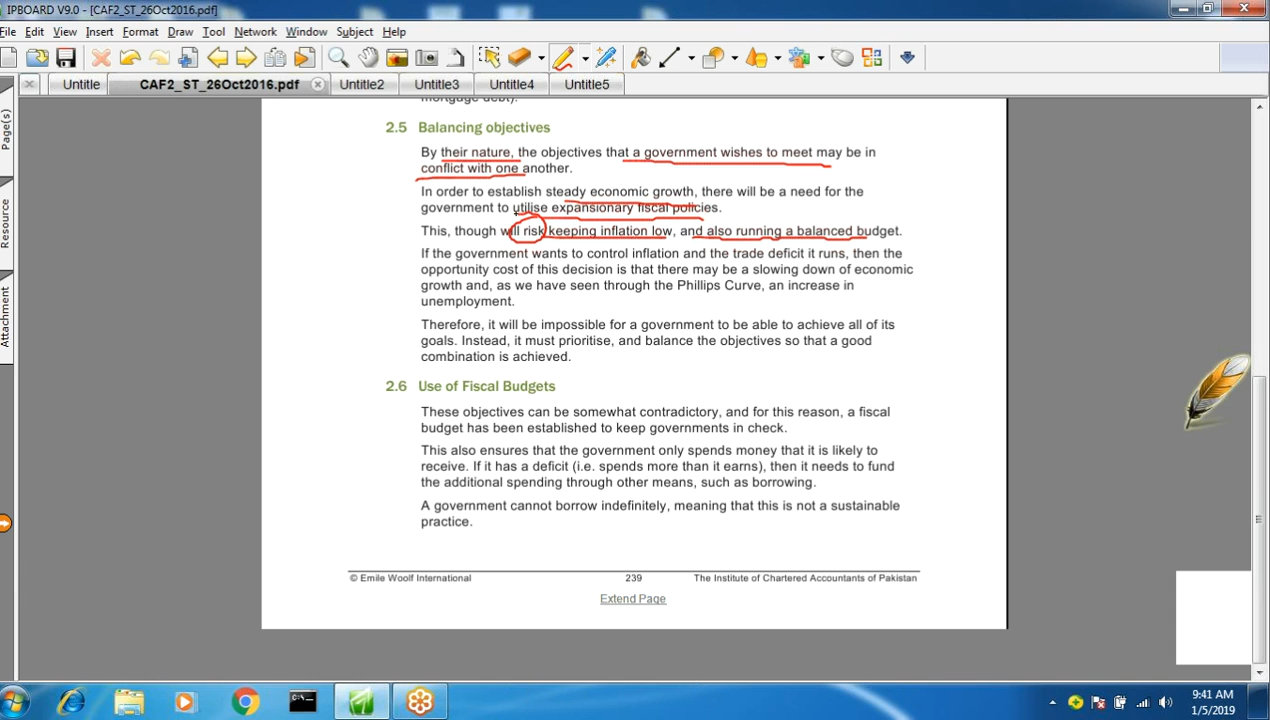 IPBOARD V9.0 - [CAF2_ST_26Oct2016.pdf]
File Edit View Insert Format Draw Tool Network Window Subject Help
Untitle CAF2_ST_26Oct2016.pdf Untitle2 Untitle3 Untitle4 Untitle5
Page(s)
Resource
Attachment
mortgage debt).
2.5 Balancing objectives
By their nature, the objectives that a government wishes to meet may be in
conflict with one another.
In order to establish steady economic growth, there will be a need for the
government to utilise expansionary fiscal policies.
This, though will risk keeping inflation low, and also running a balanced budget.
If the government wants to control inflation and the trade deficit it runs, then the
opportunity cost of this decision is that there may be a slowing down of economic
growth and, as we have seen through the Phillips Curve, an increase in
unemployment.
Therefore, it will be impossible for a government to be able to achieve all of its
goals. Instead, it must prioritise, and balance the objectives so that a good
combination is achieved.
2.6 Use of Fiscal Budgets
These objectives can be somewhat contradictory, and for this reason, a fiscal
budget has been established to keep governments in check.
This also ensures that the government only spends money that it is likely to
receive. If it has a deficit (i.e. spends more than it earns), then it needs to fund
the additional spending through other means, such as borrowing.
A government cannot borrow indefinitely, meaning that this is not a sustainable
practice.
© Emile Woolf International 239 The Institute of Chartered Accountants of Pakistan
Extend Page
9:41 AM
1/5/2019